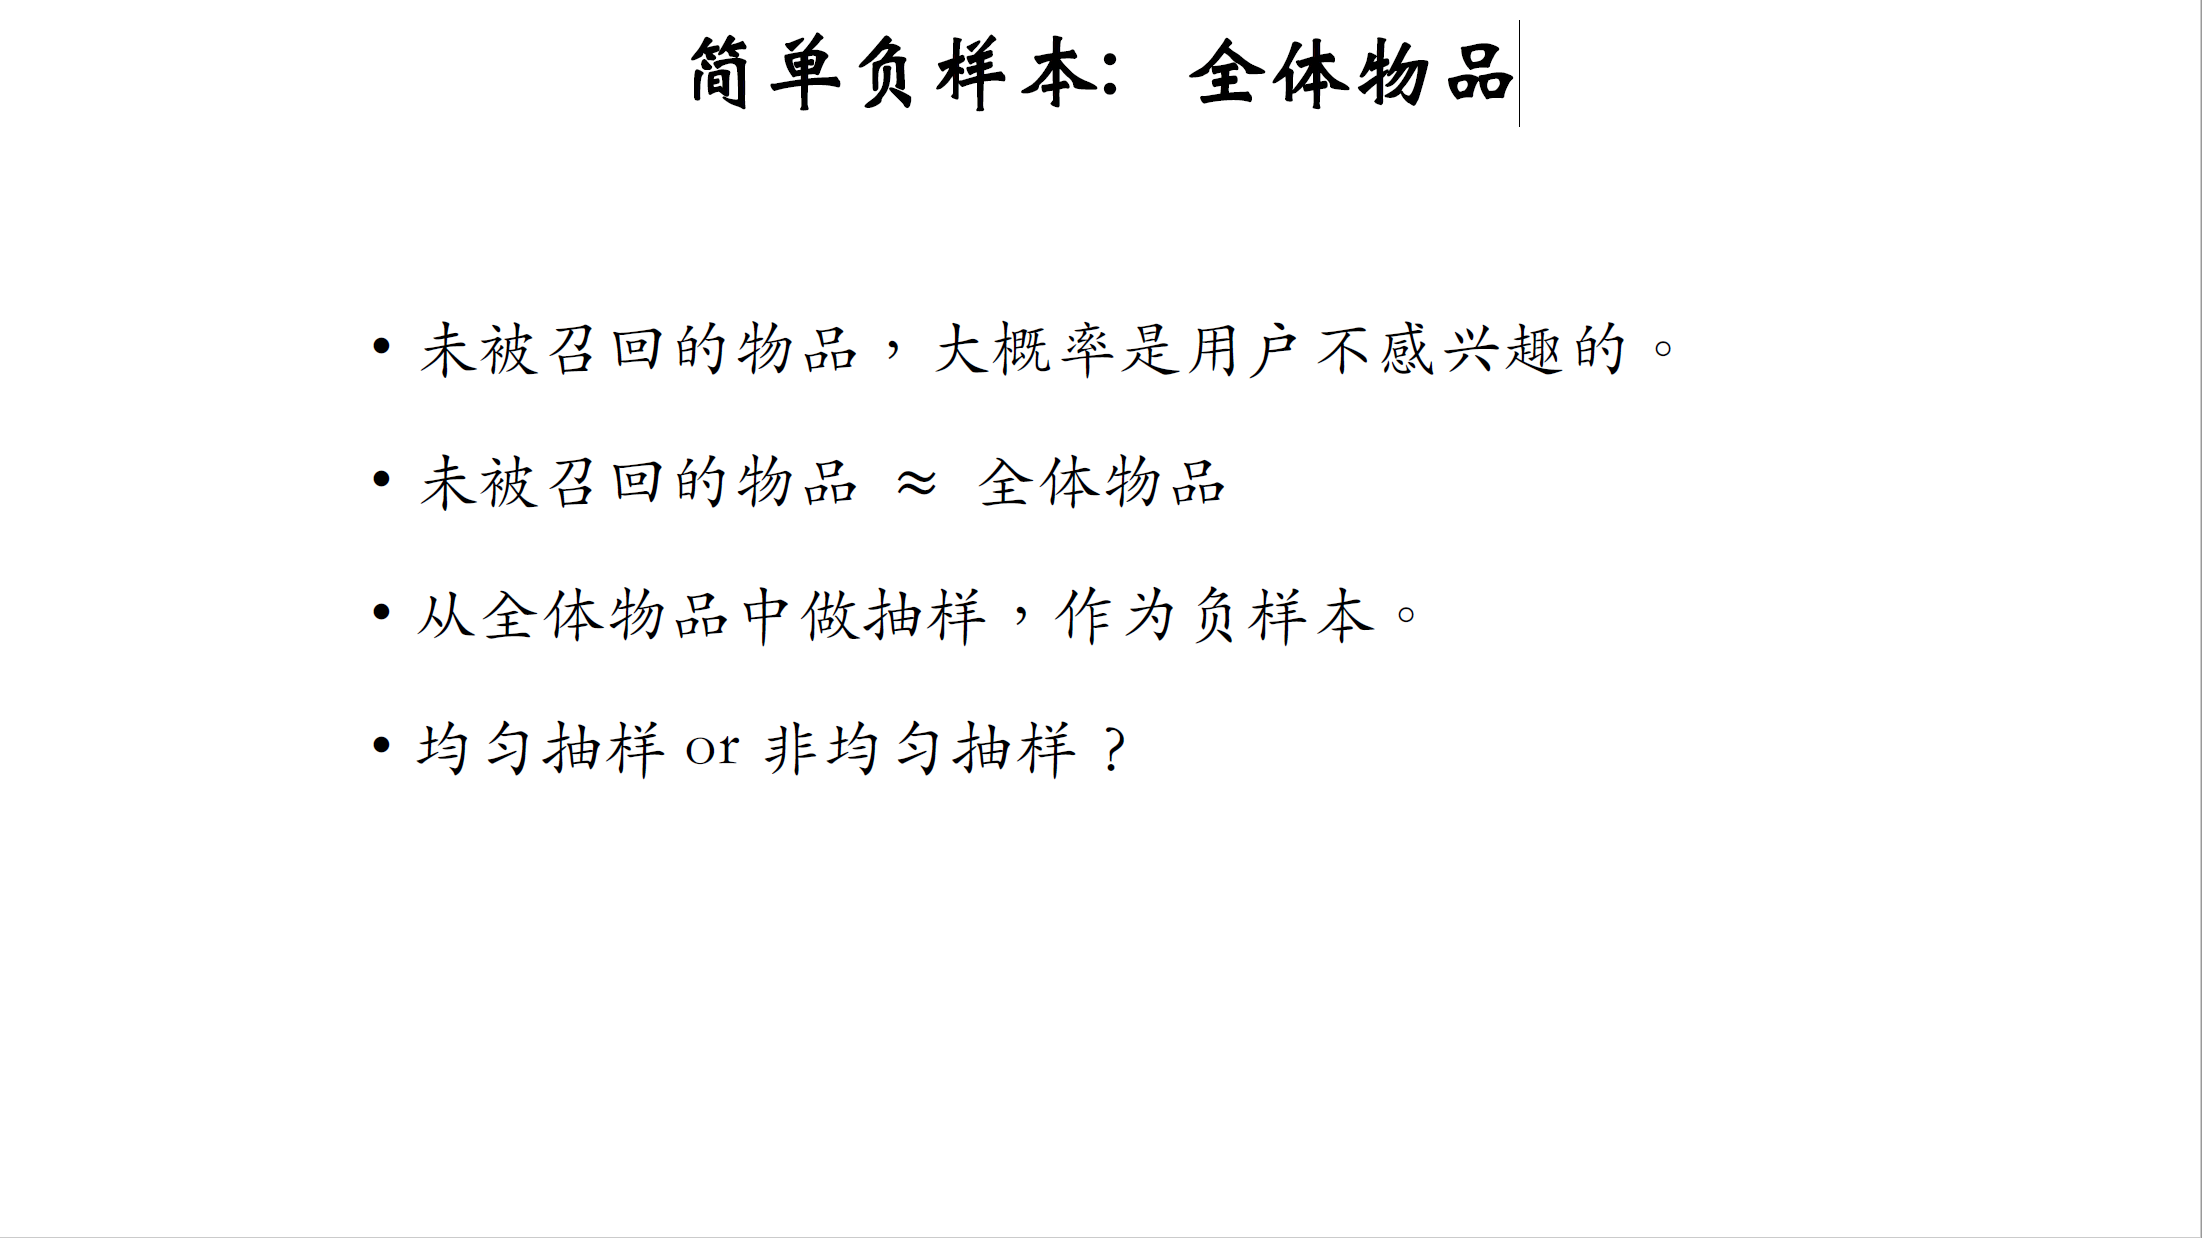 简单负样本：全体物品
• 未被召回的物品，大概率是用户不感兴趣的。
• 未被召回的物品 ≈ 全体物品
• 从全体物品中做抽样，作为负样本。
• 均匀抽样 or 非均匀抽样？